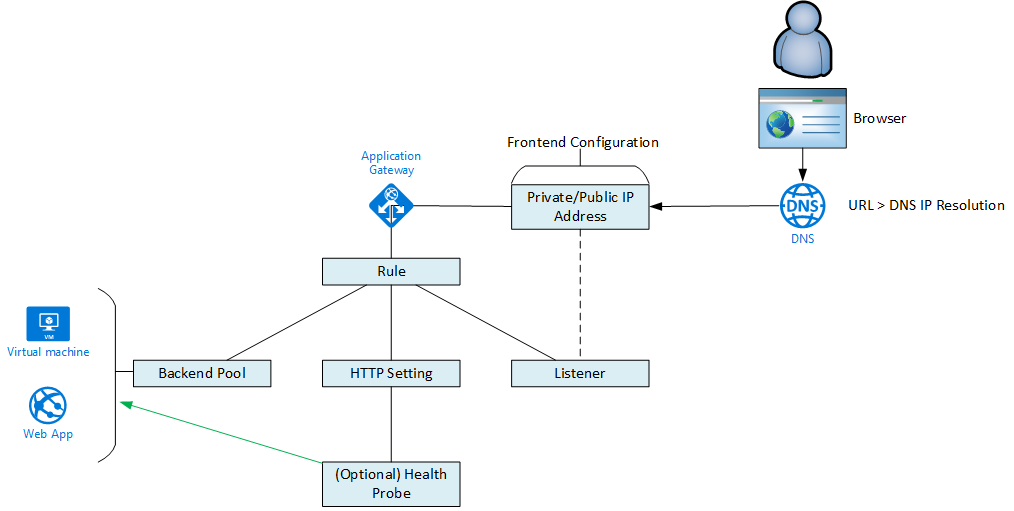 Browser
Frontend Configuration
Application
Gateway
Private/Public IP
Address
DNS
URL > DNS IP Resolution
DNS
Rule
VM
Virtual machine
Backend Pool
HTTP Setting
Listener
Web App
(Optional) Health
Probe